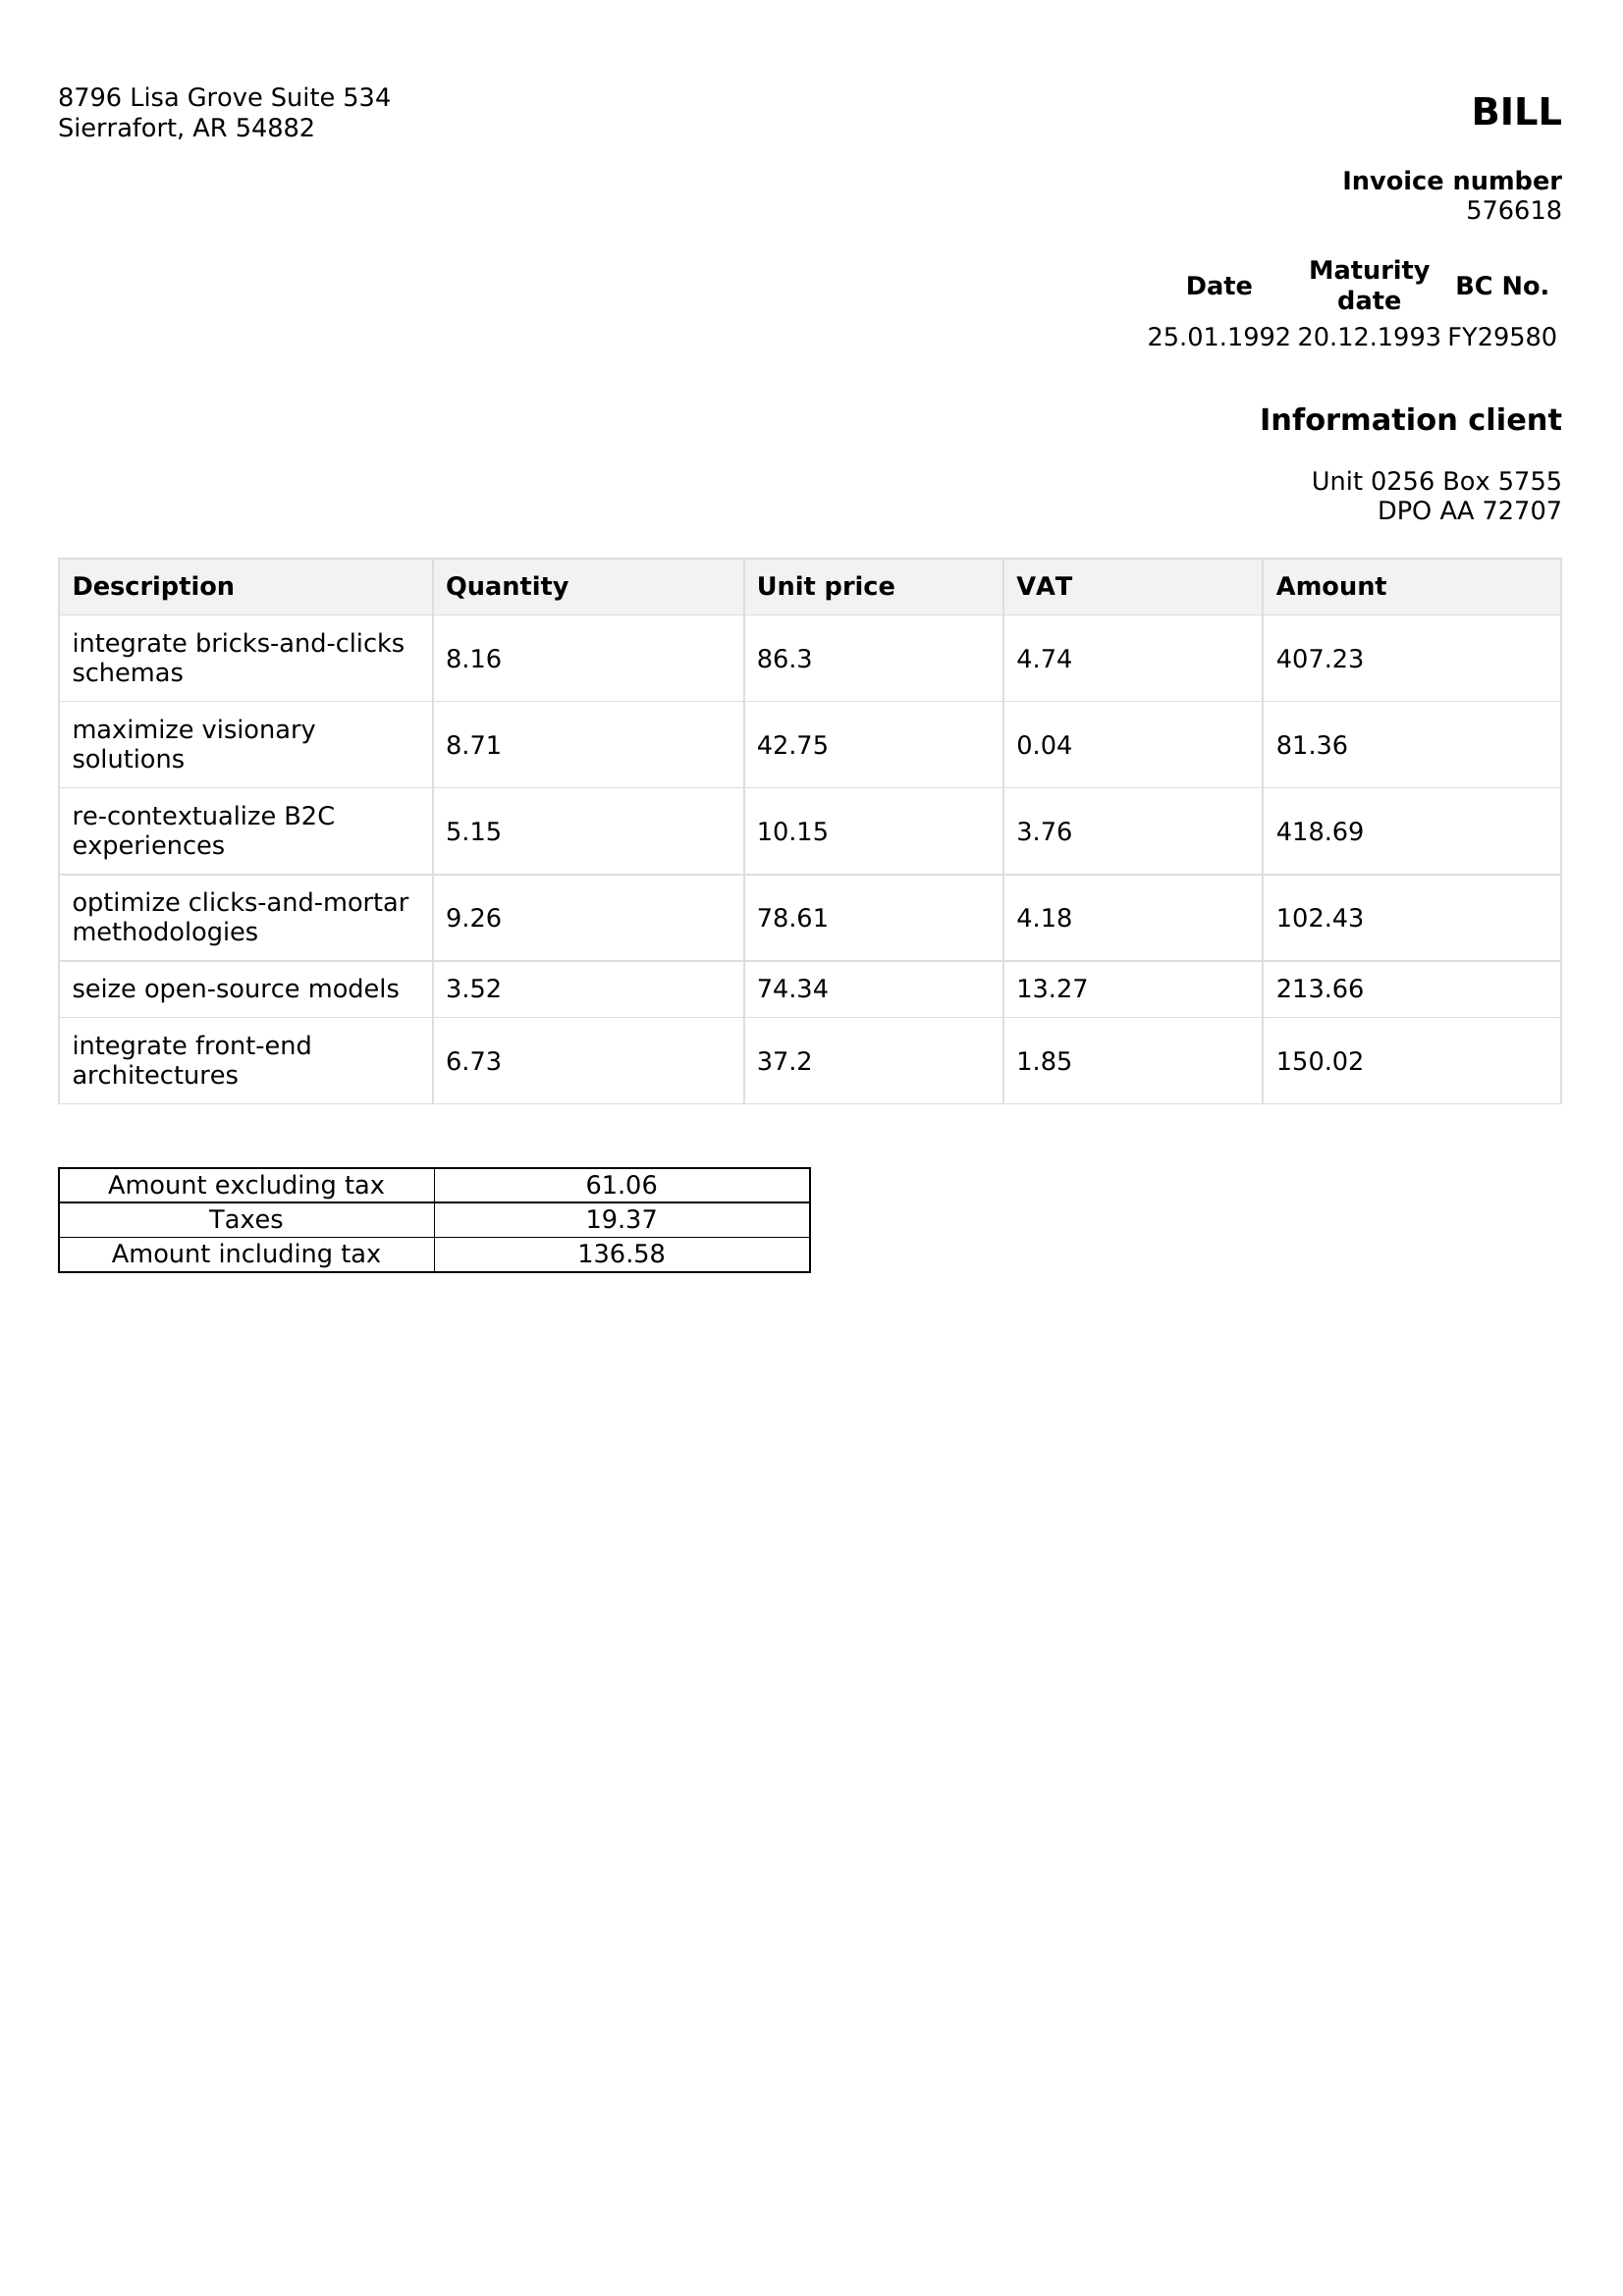 8796 Lisa Grove Suite 534
Sierrafort, AR 54882
BILL
Invoice number
576618
Date Maturity date BC No.
25.01.1992 20.12.1993 FY29580
Information client
Unit 0256 Box 5755
DPO AA 72707
Description Quantity Unit price VAT Amount
integrate bricks-and-clicks
schemas 8.16 86.3 4.74 407.23
maximize visionary
solutions 8.71 42.75 0.04 81.36
re-contextualize B2C
experiences 5.15 10.15 3.76 418.69
optimize clicks-and-mortar
methodologies 9.26 78.61 4.18 102.43
seize open-source models 3.52 74.34 13.27 213.66
integrate front-end
architectures 6.73 37.2 1.85 150.02
Amount excluding tax 61.06
Taxes 19.37
Amount including tax 136.58